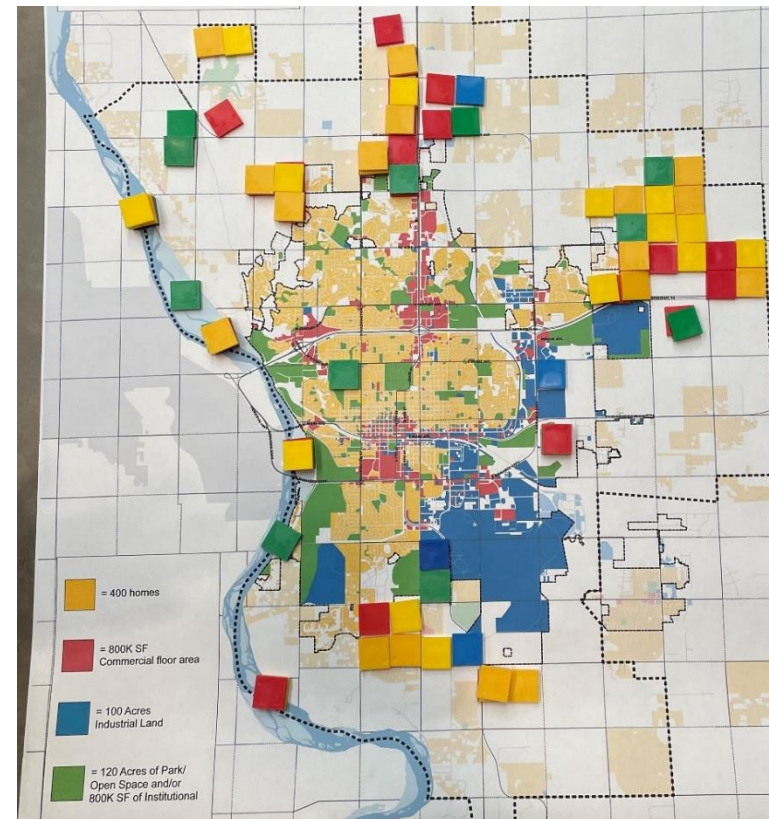 = 400 homes
= 800K SF
Commercial floor area
= 100 Acres
Industrial Land
= 120 Acres of Park/
Open Space and/or
800K SF of Institutional